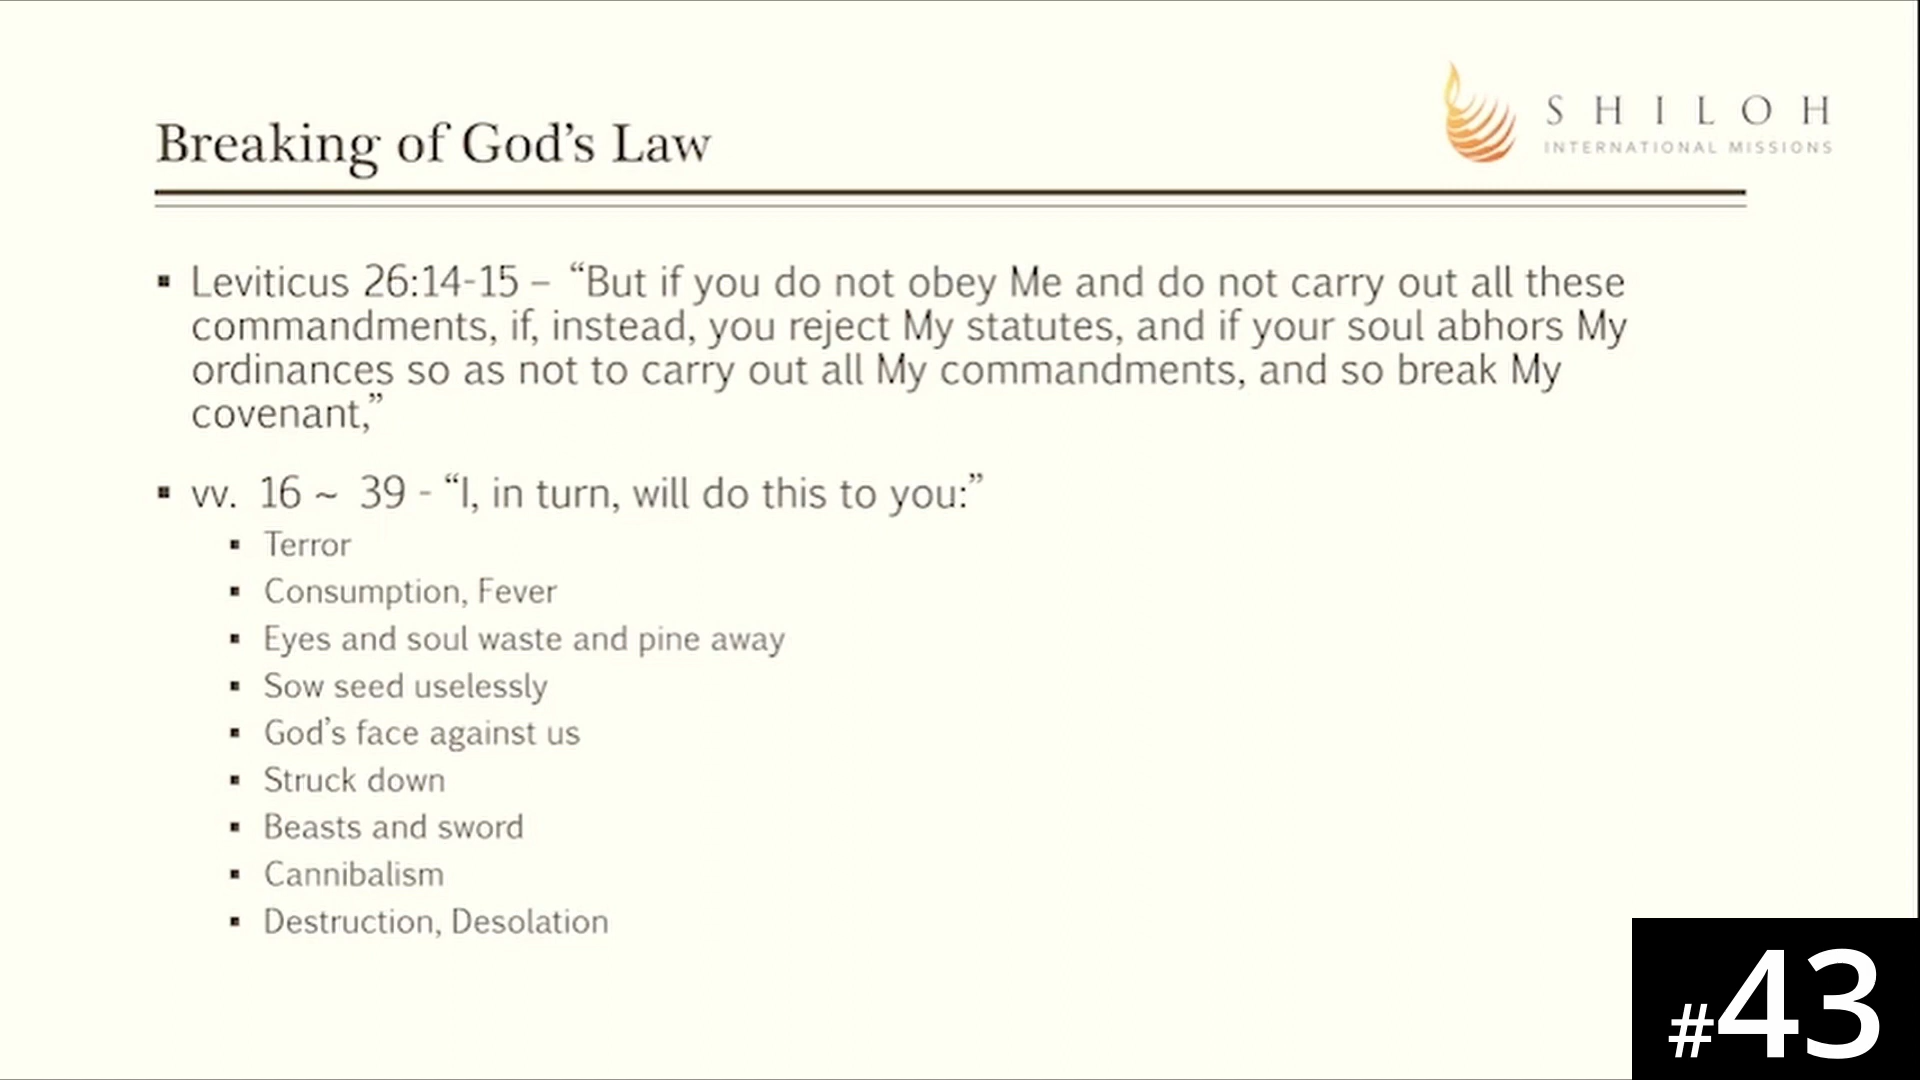 SHILOH
INTERNATIONAL MISSIONS
Breaking of God’s Law
▪ Leviticus 26:14-15 – “But if you do not obey Me and do not carry out all these
commandments, if, instead, you reject My statutes, and if your soul abhors My
ordinances so as not to carry out all My commandments, and so break My
covenant,”
▪ vv. 16 ~ 39 - “I, in turn, will do this to you:”
▪ Terror
▪ Consumption, Fever
▪ Eyes and soul waste and pine away
▪ Sow seed uselessly
▪ God’s face against us
▪ Struck down
▪ Beasts and sword
▪ Cannibalism
▪ Destruction, Desolation
#43